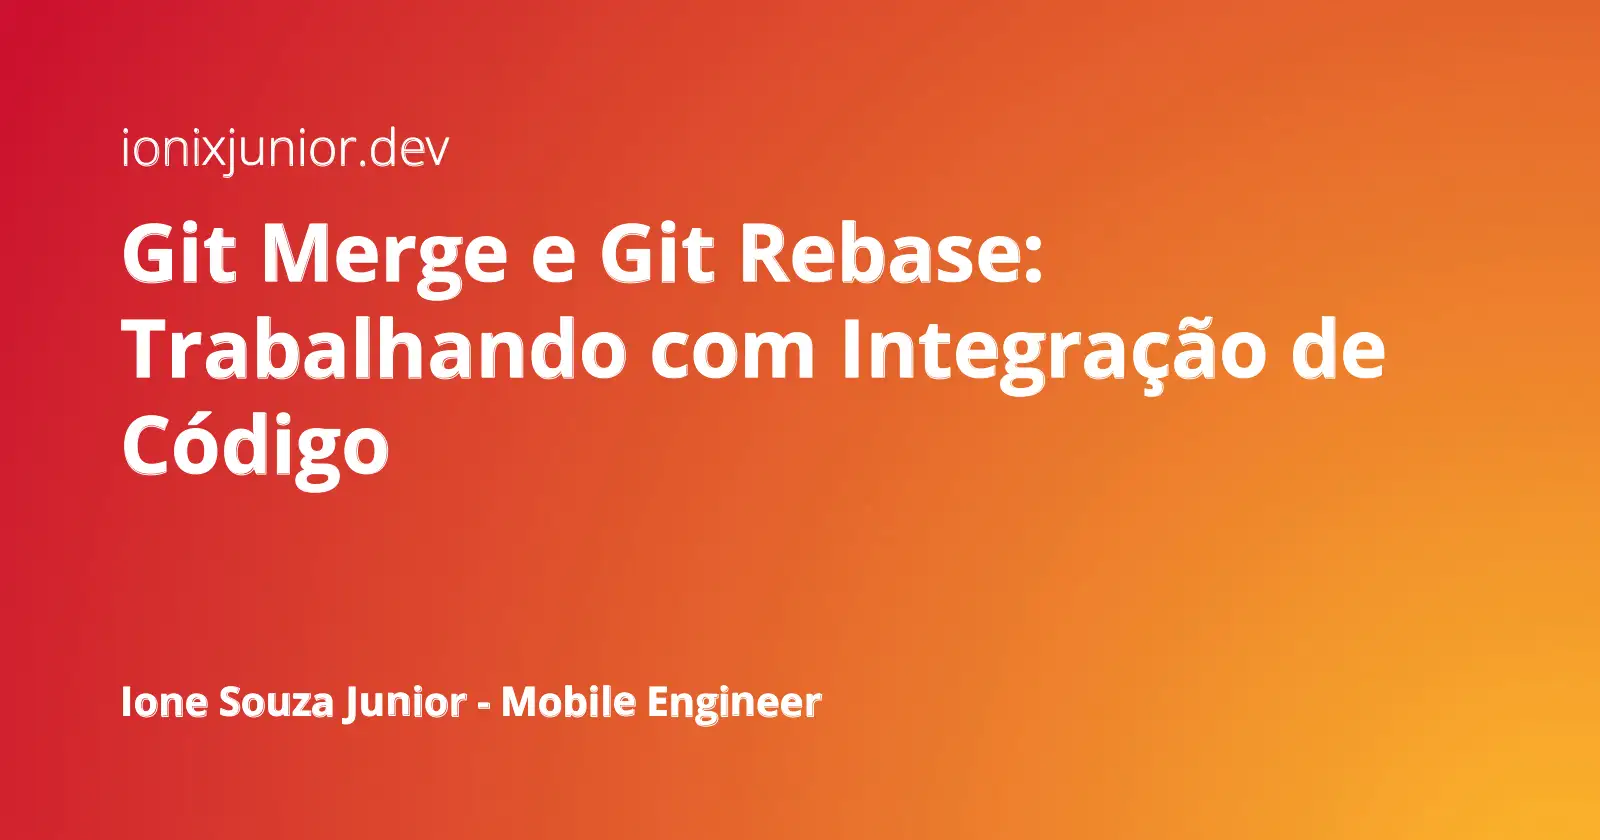 ionixjunior.dev
Git Merge e Git Rebase:
Trabalhando com Integração de
Código
Ione Souza Junior - Mobile Engineer